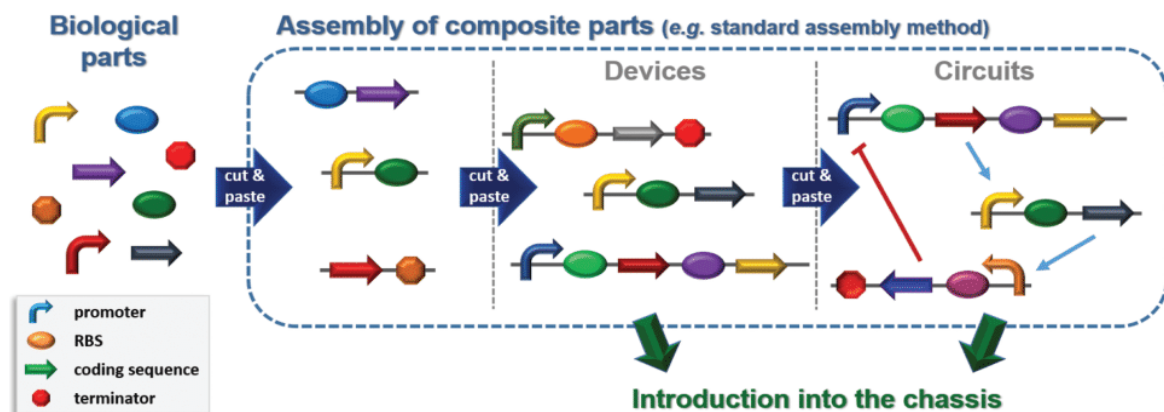 Biological
parts
Assembly of composite parts (e.g. standard assembly method)
Devices
Circuits
cut &
paste
cut &
paste
cut &
paste
promoter
RBS
coding sequence
terminator
Introduction into the chassis